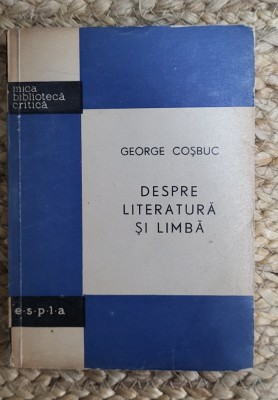 mica
bibliotecă
critică
GEORGE COȘBUC
DESPRE
LITERATURĂ
ȘI LIMBĂ
e·s·p·l·a